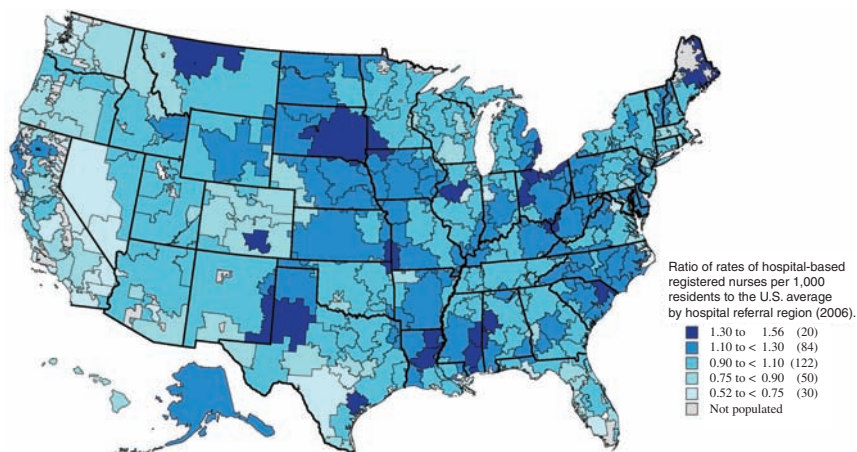 Ratio of rates of hospital-based
registered nurses per 1,000
residents to the U.S. average
by hospital referral region (2006).
1.30 to 1.56 (20)
1.10 to < 1.30 (84)
0.90 to < 1.10 (122)
0.75 to < 0.90 (50)
0.52 to < 0.75 (30)
Not populated